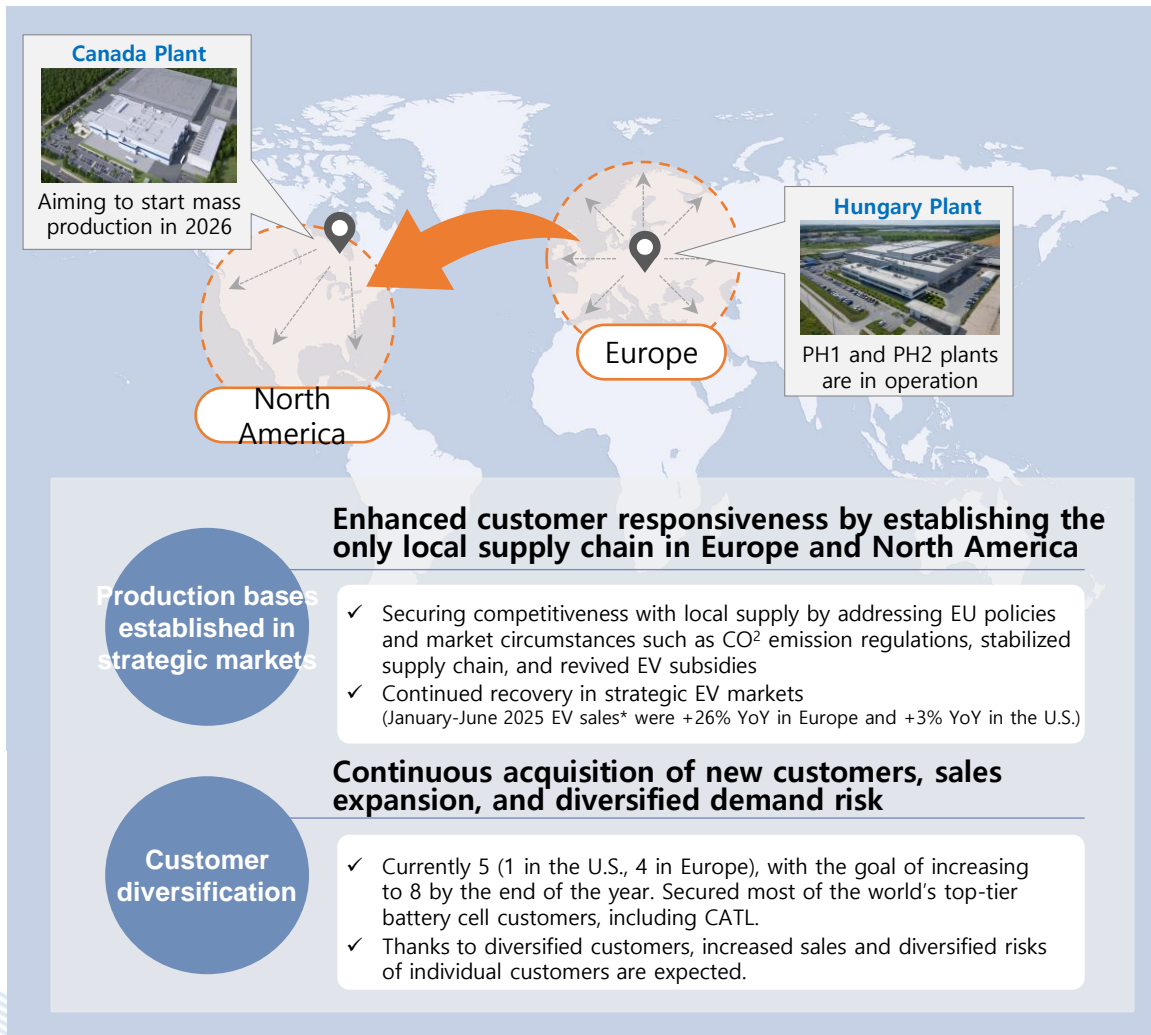 Canada Plant
Aiming to start mass
production in 2026
Hungary Plant
PH1 and PH2 plants
are in operation
Europe
North
America
Production bases
established in
strategic markets
Enhanced customer responsiveness by establishing the
only local supply chain in Europe and North America
✓ Securing competitiveness with local supply by addressing EU policies
and market circumstances such as CO² emission regulations, stabilized
supply chain, and revived EV subsidies
✓ Continued recovery in strategic EV markets
(January-June 2025 EV sales* were +26% YoY in Europe and +3% YoY in the U.S.)
Customer
diversification
Continuous acquisition of new customers, sales
expansion, and diversified demand risk
✓ Currently 5 (1 in the U.S., 4 in Europe), with the goal of increasing
to 8 by the end of the year. Secured most of the world's top-tier
battery cell customers, including CATL.
✓ Thanks to diversified customers, increased sales and diversified risks
of individual customers are expected.